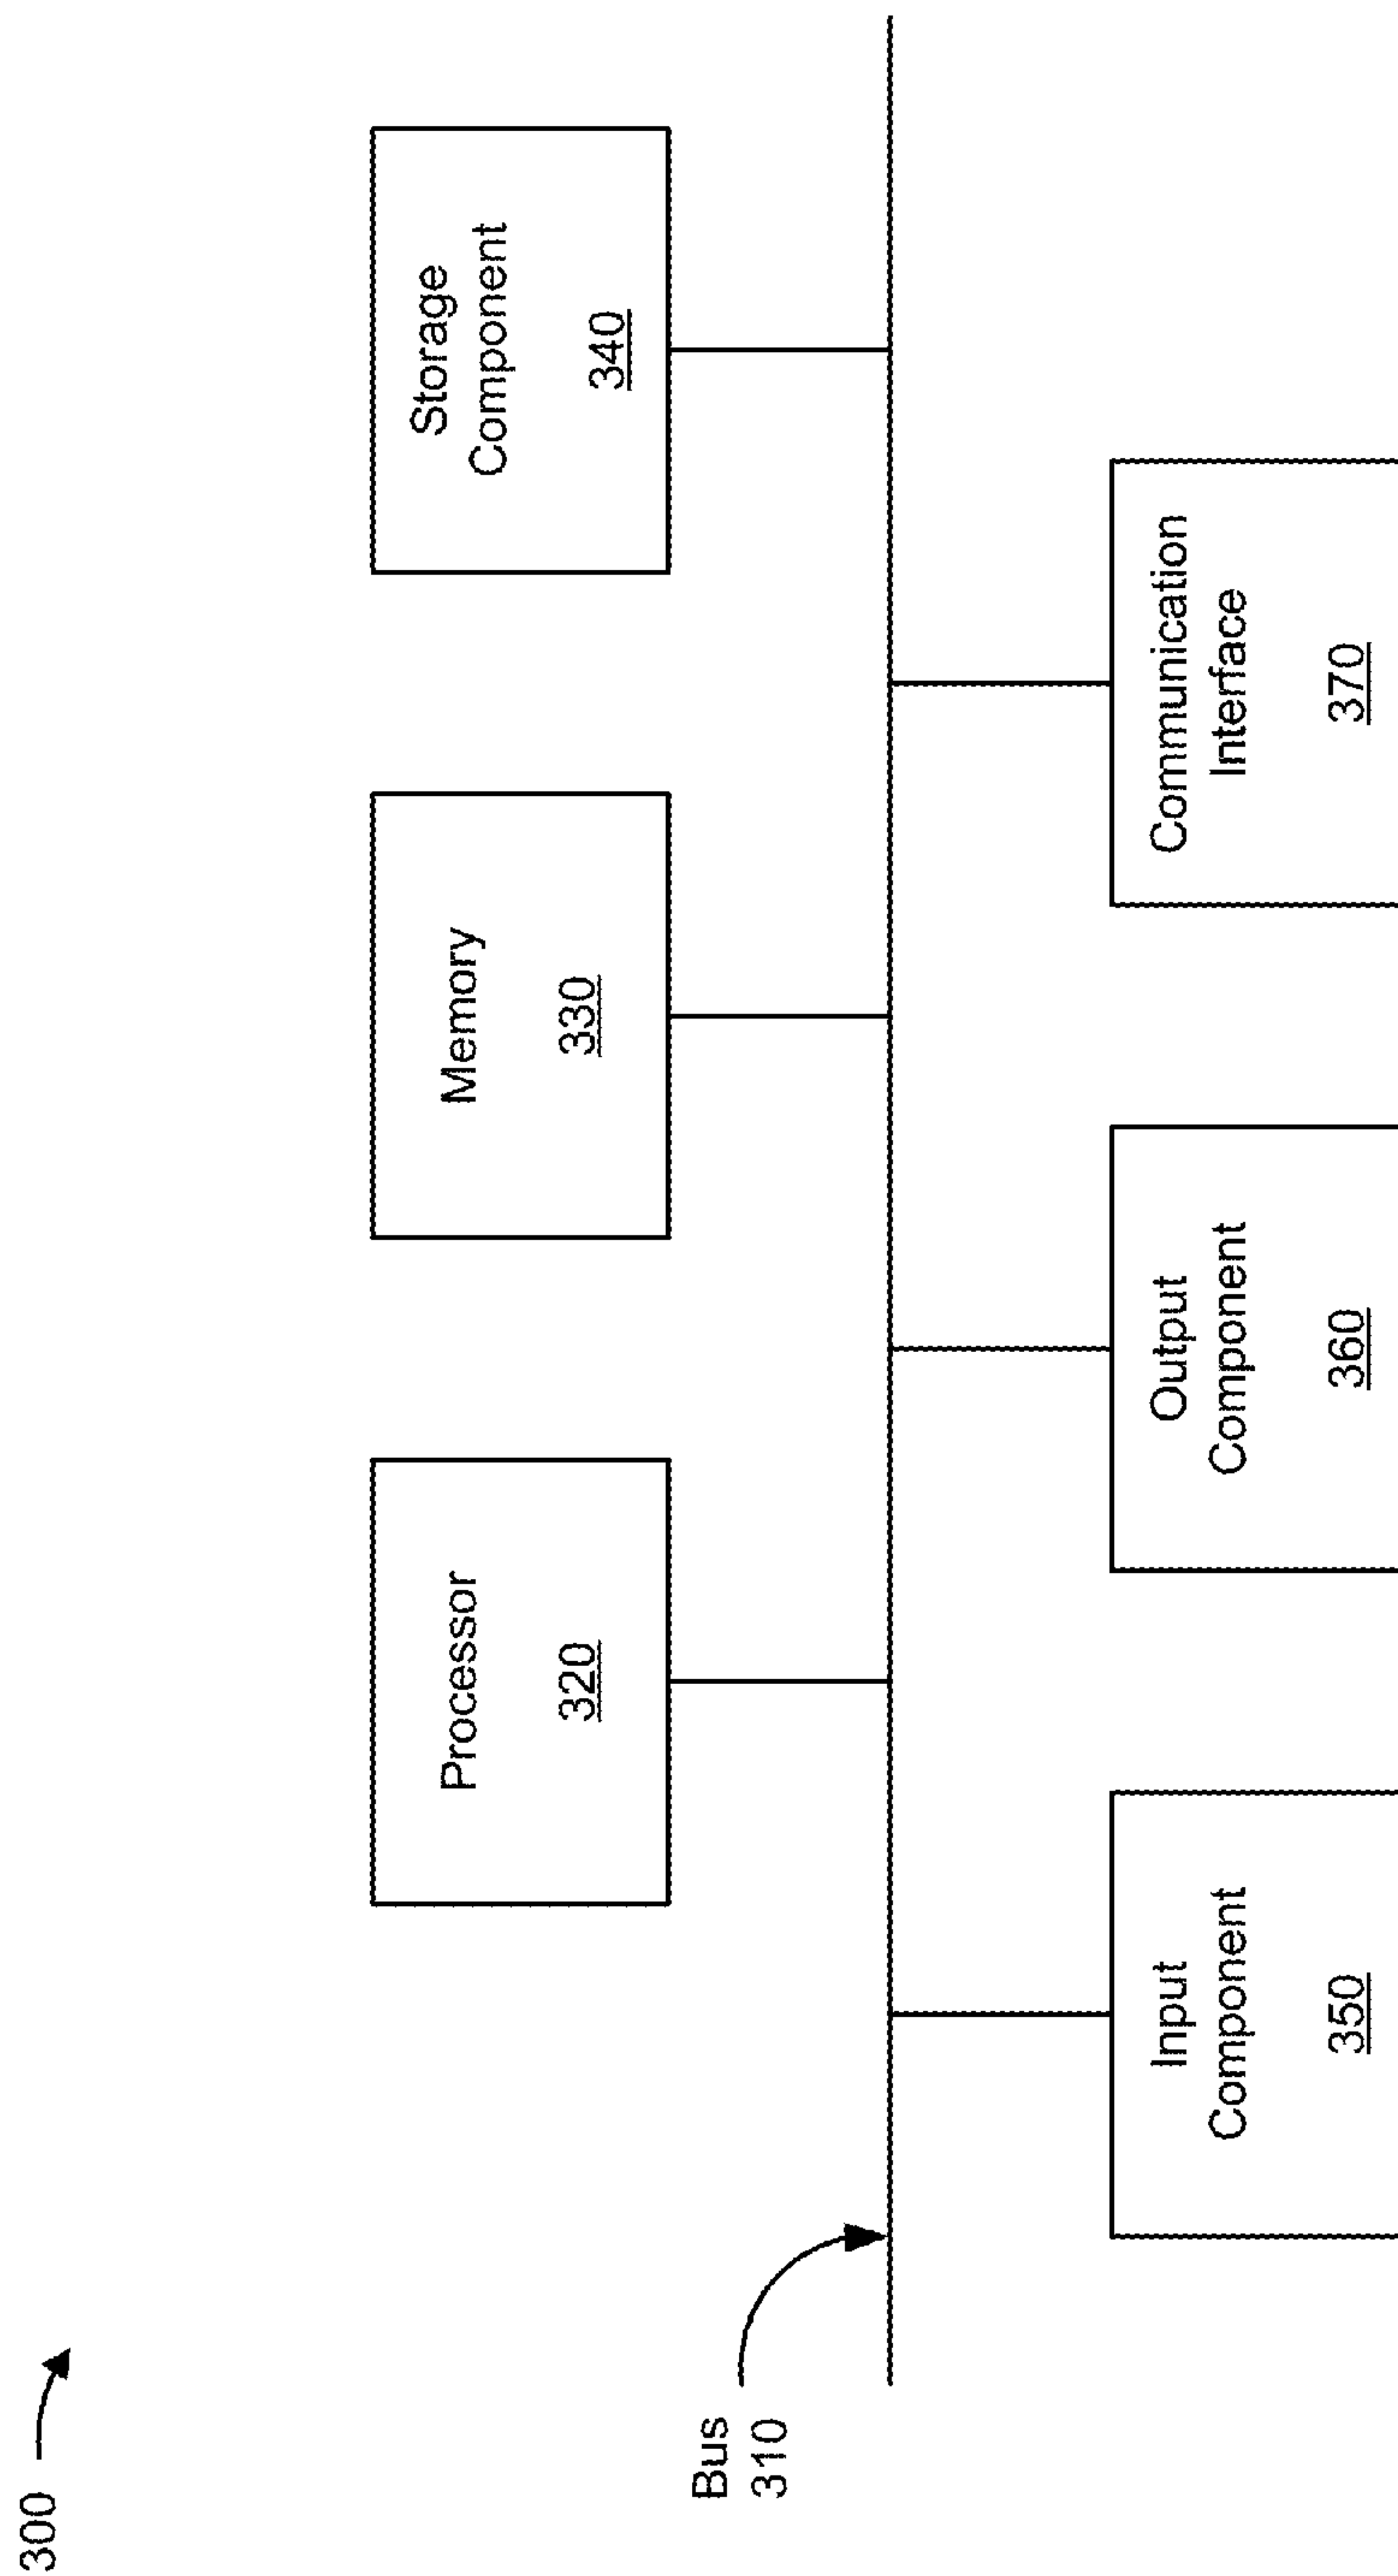 300
Bus
310
Processor
320
Memory
330
Storage
Component
340
Input
Component
350
Output
Component
360
Communication
Interface
370